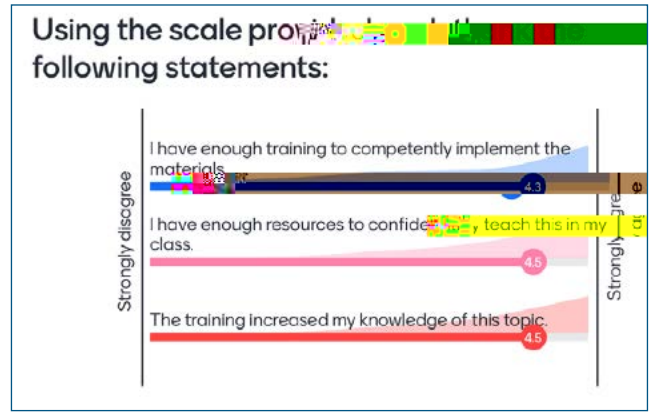 Using the scale
following statements:
I have enough training to competently implement the
materials
4.3
I have enough resources to teach this in my
class.
4.5
The training increased my knowledge of this topic.
4.5
Strongly disagree
Strongly